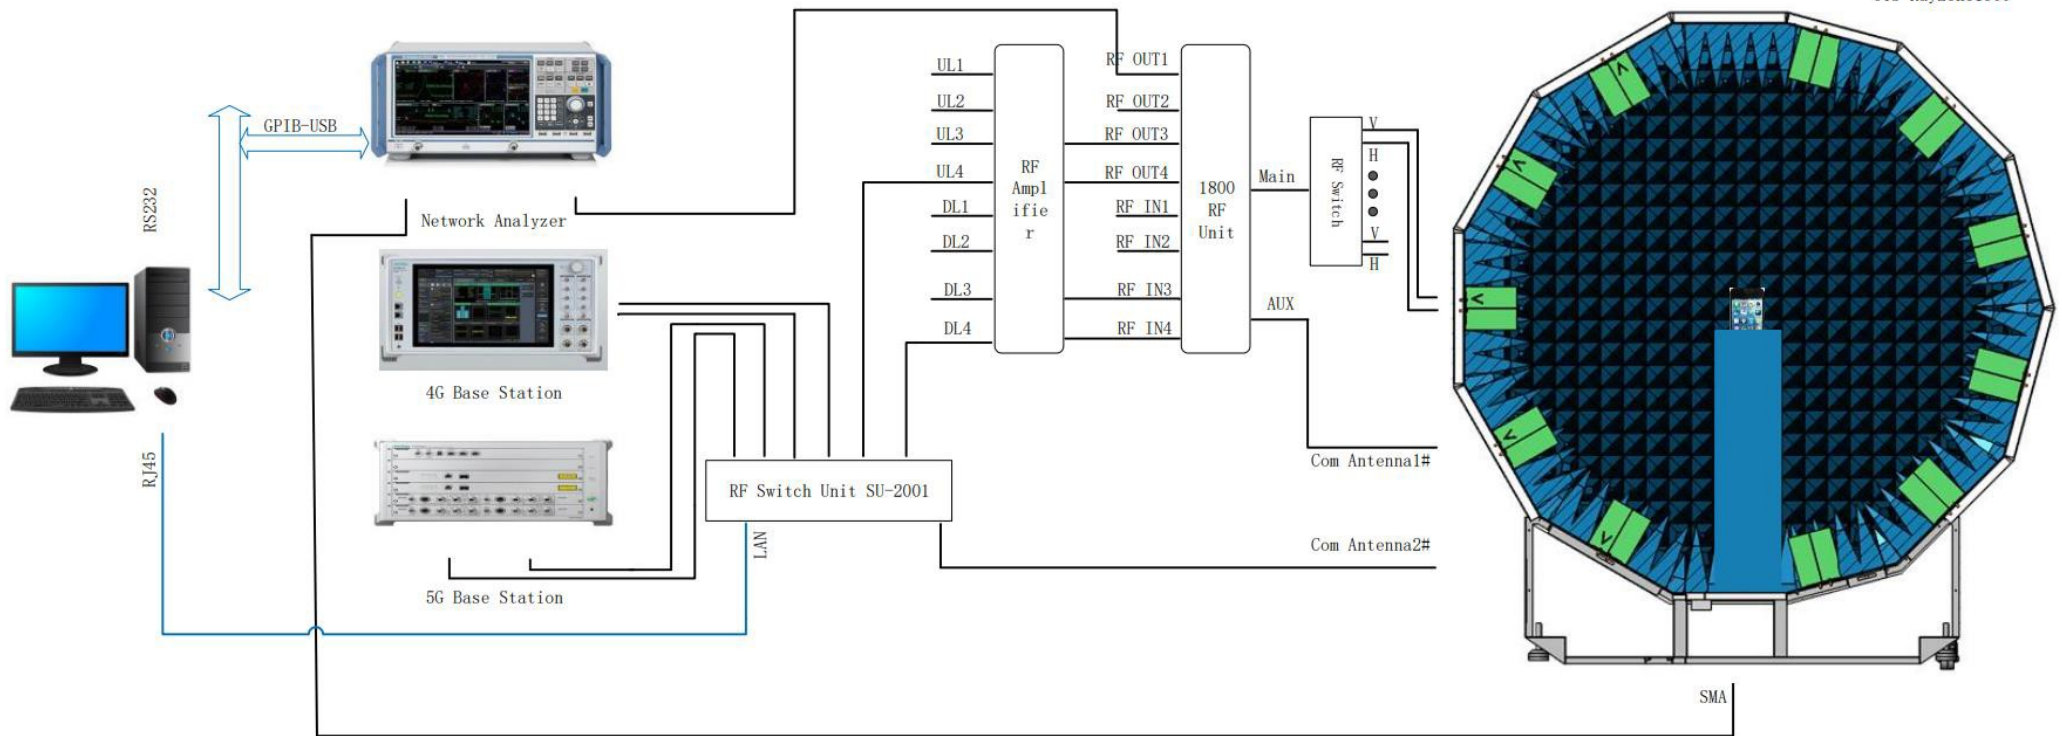 UL1
UL2
UL3
UL4
DL1
DL2
DL3
DL4
RF
Ampl
ifie
r
RF OUT1
RF OUT2
RF OUT3
RF OUT4
RF IN1
RF IN2
RF IN3
RF IN4
1800
RF
Unit
Main
AUX
RF Switch
V
H
V
H
GPIB-USB
RS232
Network Analyzer
4G Base Station
RJ45
5G Base Station
RF Switch Unit SU-2001
LAN
Com Antenna1#
Com Antenna2#
SMA
V
V
V
V
V